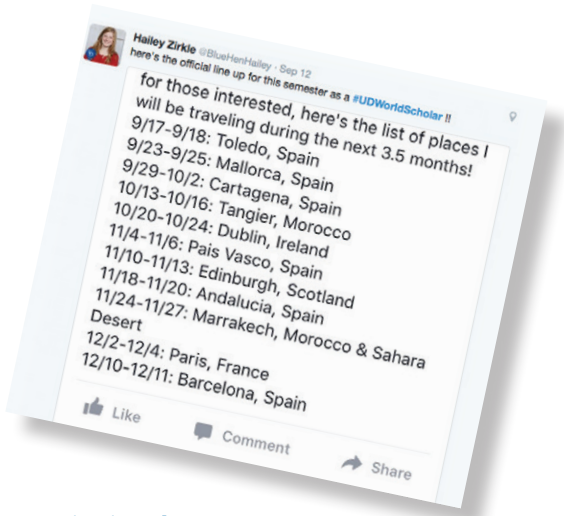 Hailey Zirkle @BlueHenHailey · Sep 12
here's the official line up for this semester as a #UDWorldScholar !!
for those interested, here's the list of places I
will be traveling during the next 3.5 months!
9/17-9/18: Toledo, Spain
9/23-9/25: Mallorca, Spain
9/29-10/2: Cartagena, Spain
10/13-10/16: Tangier, Morocco
10/20-10/24: Dublin, Ireland
11/4-11/6: Pais Vasco, Spain
11/10-11/13: Edinburgh, Scotland
11/18-11/20: Andalucia, Spain
11/24-11/27: Marrakech, Morocco & Sahara
Desert
12/2-12/4: Paris, France
12/10-12/11: Barcelona, Spain
Like Comment Share